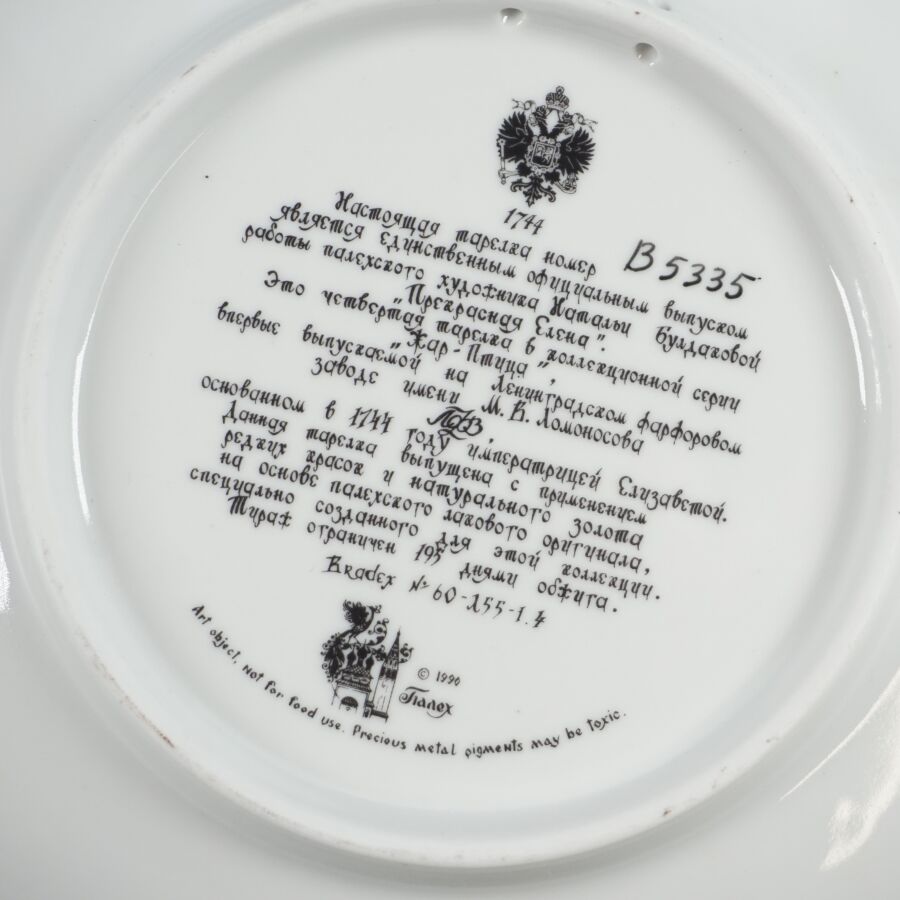 1744
Настоящая тарелка номер B 5335
является единственным официальным выпуском
работы палехского художника Натальи Булдаковой
„Прекрасная Елена".
Это четвертая тарелка в коллекционной серии
„Жар-Птица",
впервые выпускаемой на Ленинградском фарфоровом
заводе имени М. В. Ломоносова
ЛФЗ,
основанном в 1744 году императрицей Елизаветой.
Данная тарелка выпущена с применением
редких красок и натурального золота
на основе палехского лакового оригинала,
специально созданного для этой коллекции.
Тираж ограничен 195 днями обжига.
Bradex № 60-L55-1.4
© 1990
Палех
Art object, not for food use. Precious metal pigments may be toxic.